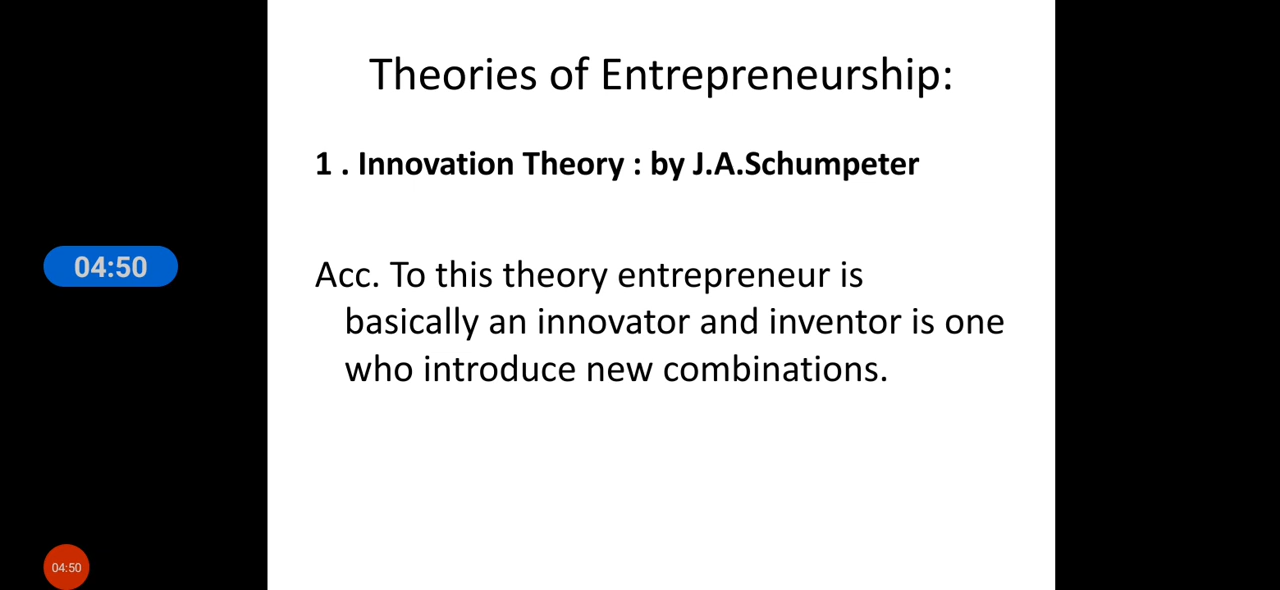 Theories of Entrepreneurship:
1 . Innovation Theory : by J.A.Schumpeter
Acc. To this theory entrepreneur is
basically an innovator and inventor is one
who introduce new combinations.
04:50
04:50